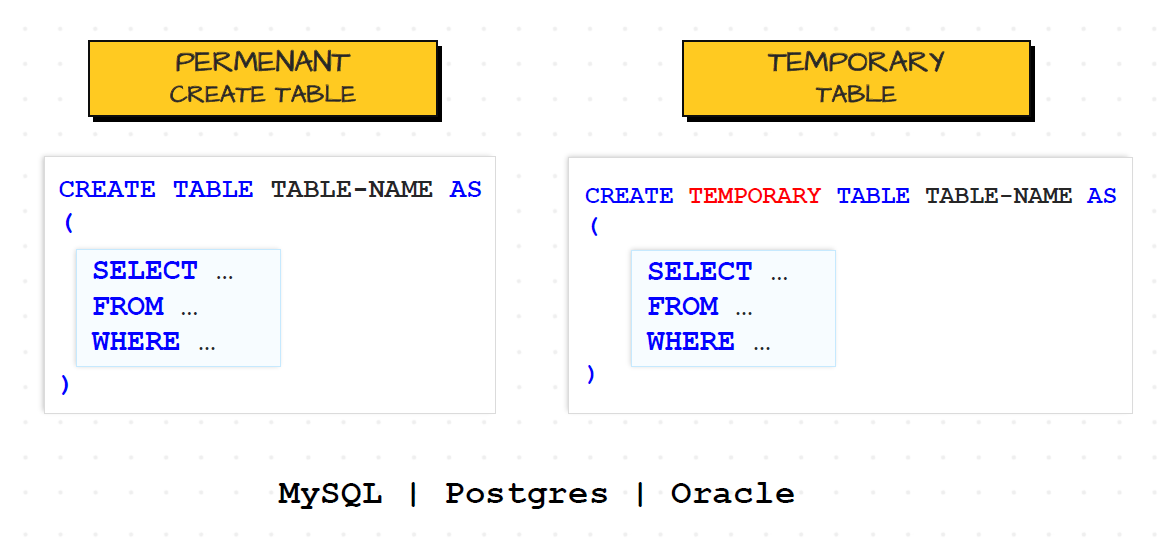 PERMENANT
CREATE TABLE
CREATE TABLE TABLE-NAME AS
(
SELECT …
FROM …
WHERE …
)
TEMPORARY
TABLE
CREATE TEMPORARY TABLE TABLE-NAME AS
(
SELECT …
FROM …
WHERE …
)
MySQL | Postgres | Oracle